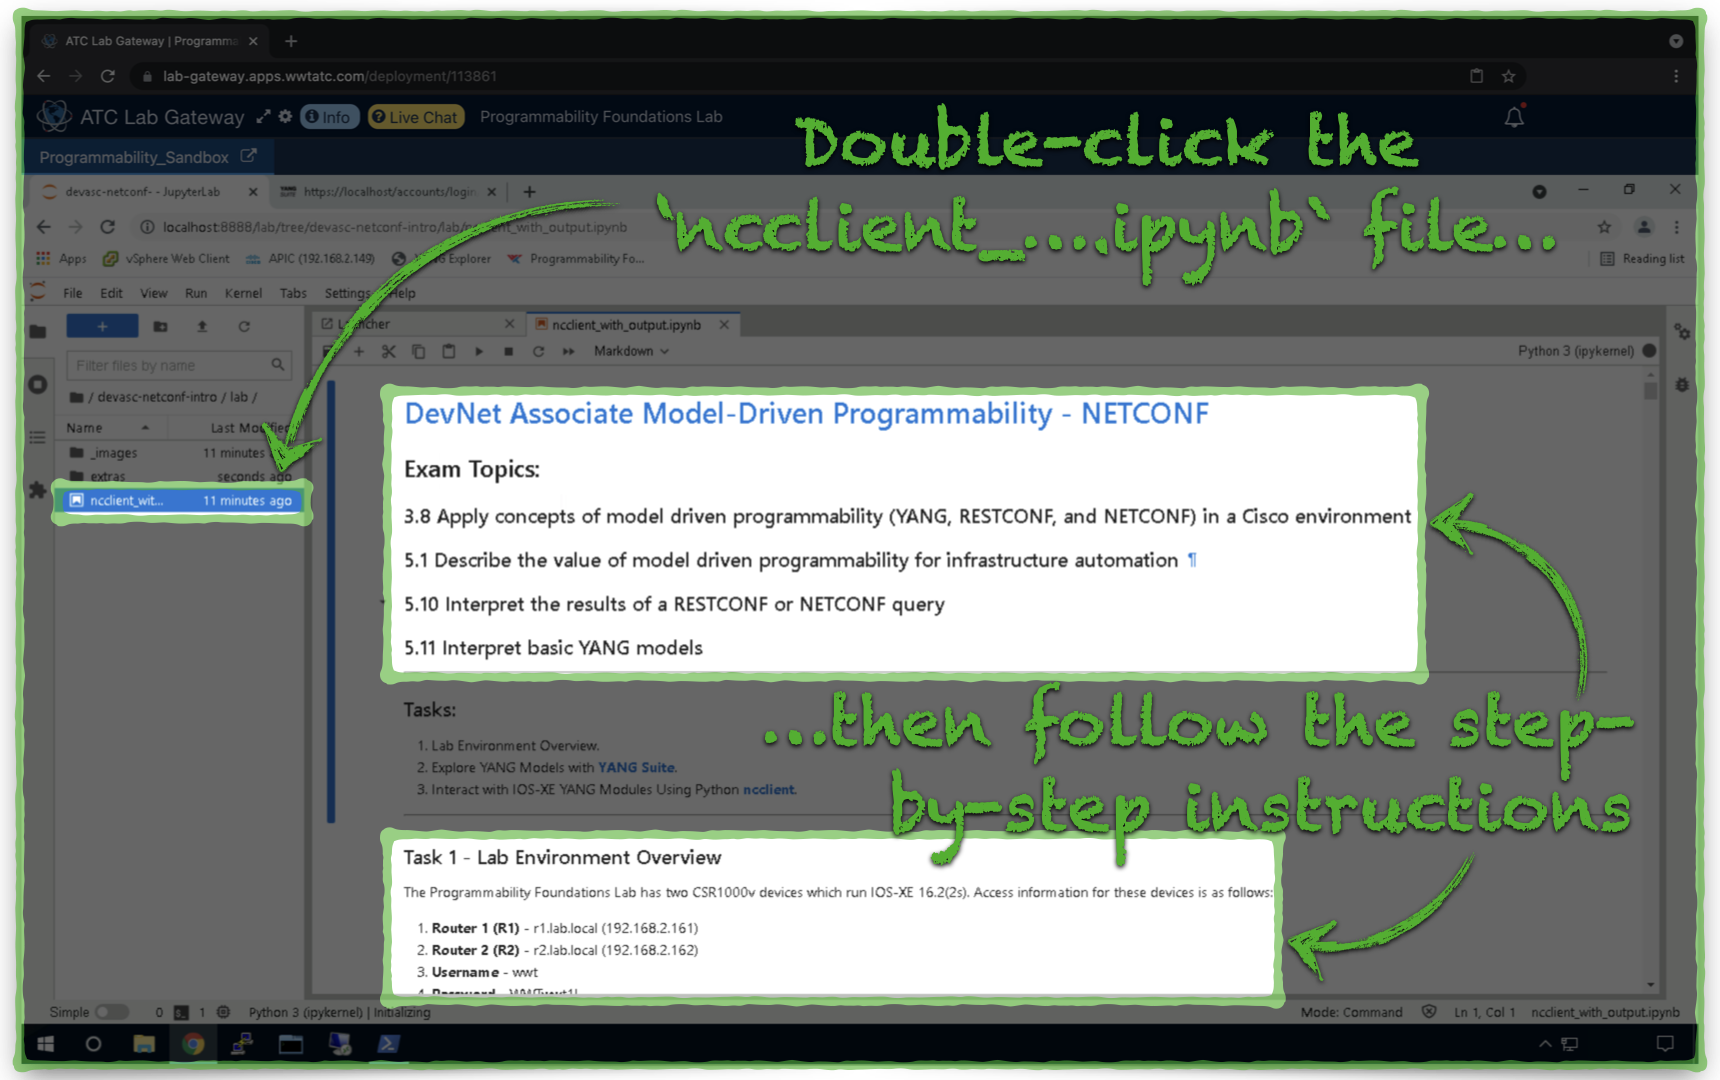 ATC Lab Gateway | Programma
lab-gateway.apps.wwtatc.com/deployment/113861
ATC Lab Gateway Info Live Chat Programmability Foundations Lab
Programmability_Sandbox
Double-click the
`ncclient_....ipynb` file...
devasc-netconf- - JupyterLab https://localhost/accounts/login
localhost:8888/lab/tree/devasc-netconf-intro/lab/ _with_output.ipynb
Apps vSphere Web Client APIC (192.168.2.149) Explorer Programmability Fo... Reading list
File Edit View Run Kernel Tabs Settings Help
ncclient_with_output.ipynb
Markdown Python 3 (ipykernel)
Filter files by name
/ devasc-netconf-intro / lab /
Name Last
_images 11 minutes
extras seconds ago
ncclient_wit... 11 minutes ago
DevNet Associate Model-Driven Programmability - NETCONF
Exam Topics:
3.8 Apply concepts of model driven programmability (YANG, RESTCONF, and NETCONF) in a Cisco environment
5.1 Describe the value of model driven programmability for infrastructure automation ¶
5.10 Interpret the results of a RESTCONF or NETCONF query
5.11 Interpret basic YANG models
...then follow the step-
by-step instructions
Tasks:
1. Lab Environment Overview.
2. Explore YANG Models with YANG Suite.
3. Interact with IOS-XE YANG Modules Using Python ncclient.
Task 1 - Lab Environment Overview
The Programmability Foundations Lab has two CSR1000v devices which run IOS-XE 16.2(2s). Access information for these devices is as follows:
1. Router 1 (R1) - r1.lab.local (192.168.2.161)
2. Router 2 (R2) - r2.lab.local (192.168.2.162)
3. Username - wwt
Simple 0 1 Python 3 (ipykernel) | Initializing Mode: Command Ln 1, Col 1 ncclient_with_output.ipynb